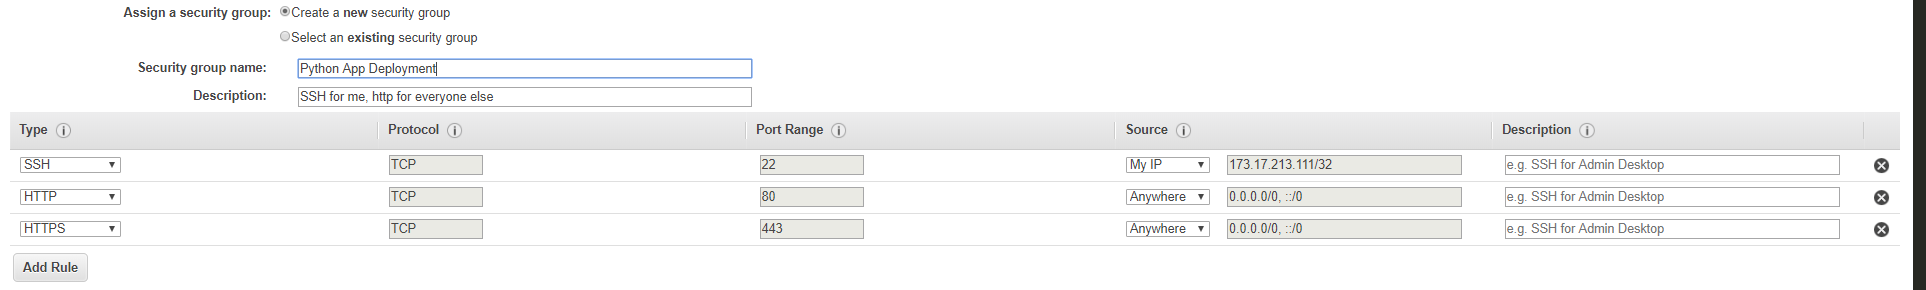 Assign a security group: Create a new security group
Select an existing security group
Security group name: Python App Deployment
Description: SSH for me, http for everyone else
Type i Protocol i Port Range i Source i Description i
SSH TCP 22 My IP 173.17.213.111/32 e.g. SSH for Admin Desktop
HTTP TCP 80 Anywhere 0.0.0.0/0, ::/0 e.g. SSH for Admin Desktop
HTTPS TCP 443 Anywhere 0.0.0.0/0, ::/0 e.g. SSH for Admin Desktop
Add Rule